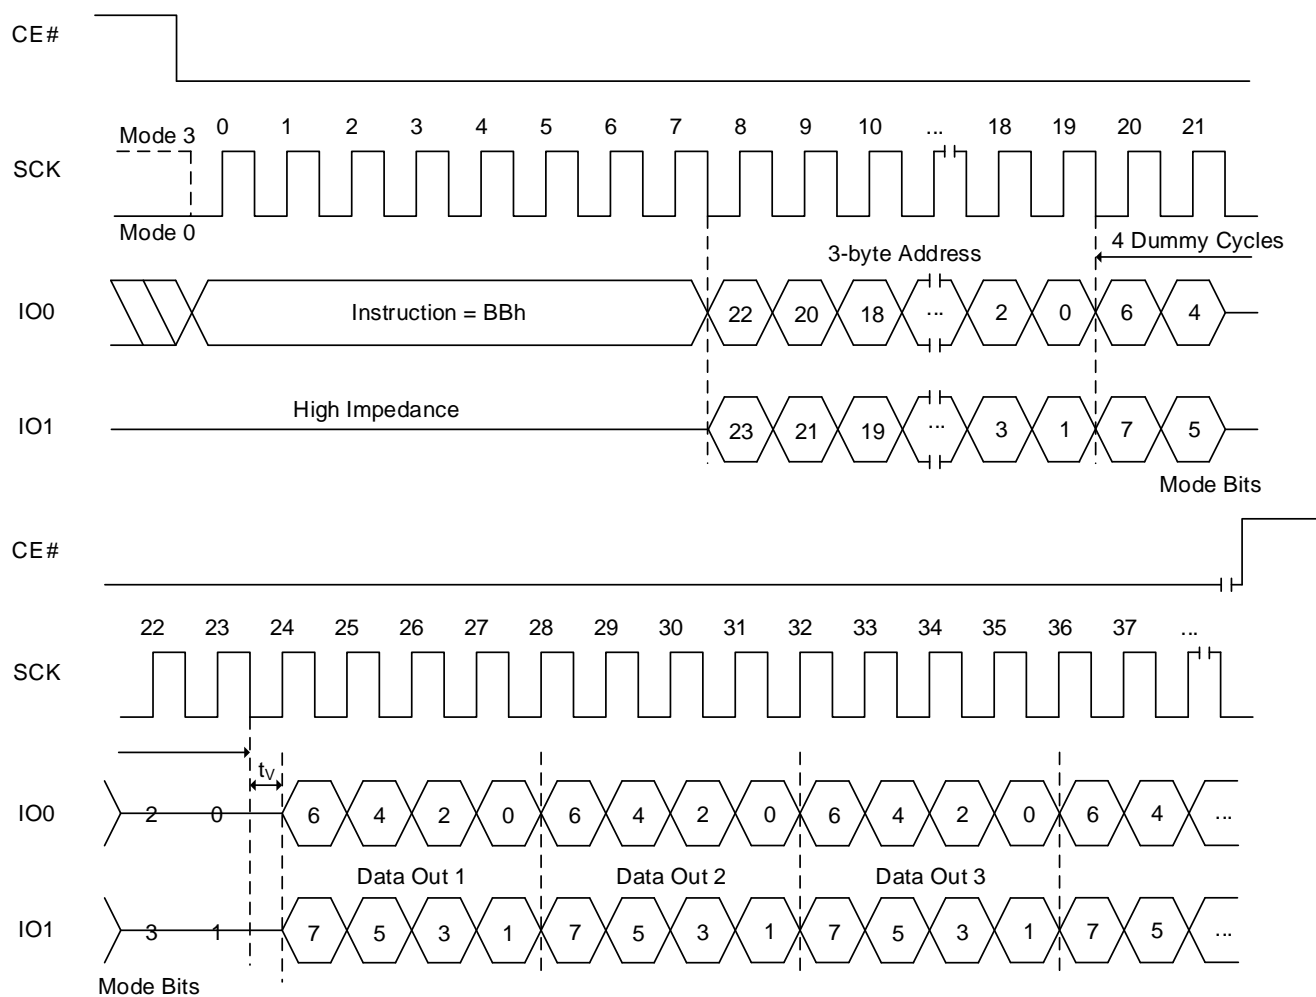 CE#
0 1 2 3 4 5 6 7 8 9 10 ... 18 19 20 21
Mode 3
SCK
Mode 0
3-byte Address
4 Dummy Cycles
IO0
Instruction = BBh
22 20 18 ... 2 0 6 4
High Impedance
IO1
23 21 19 ... 3 1 7 5
Mode Bits
CE#
22 23 24 25 26 27 28 29 30 31 32 33 34 35 36 37 ...
SCK
tV
IO0
2 0 6 4 2 0 6 4 2 0 6 4 2 0 6 4 ...
Data Out 1 Data Out 2 Data Out 3
IO1
3 1 7 5 3 1 7 5 3 1 7 5 3 1 7 5 ...
Mode Bits